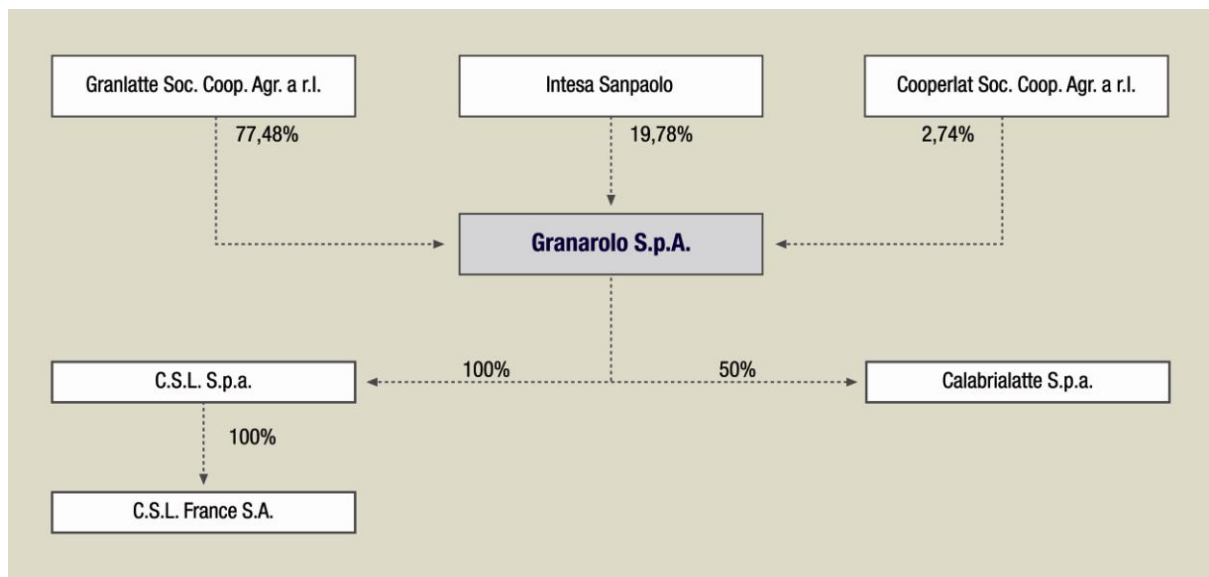 Granlatte Soc. Coop. Agr. a r.l.
Intesa Sanpaolo
Cooperlat Soc. Coop. Agr. a r.l.
77,48%
19,78%
2,74%
Granarolo S.p.A.
100%
50%
C.S.L. S.p.a.
Calabrialatte S.p.a.
100%
C.S.L. France S.A.